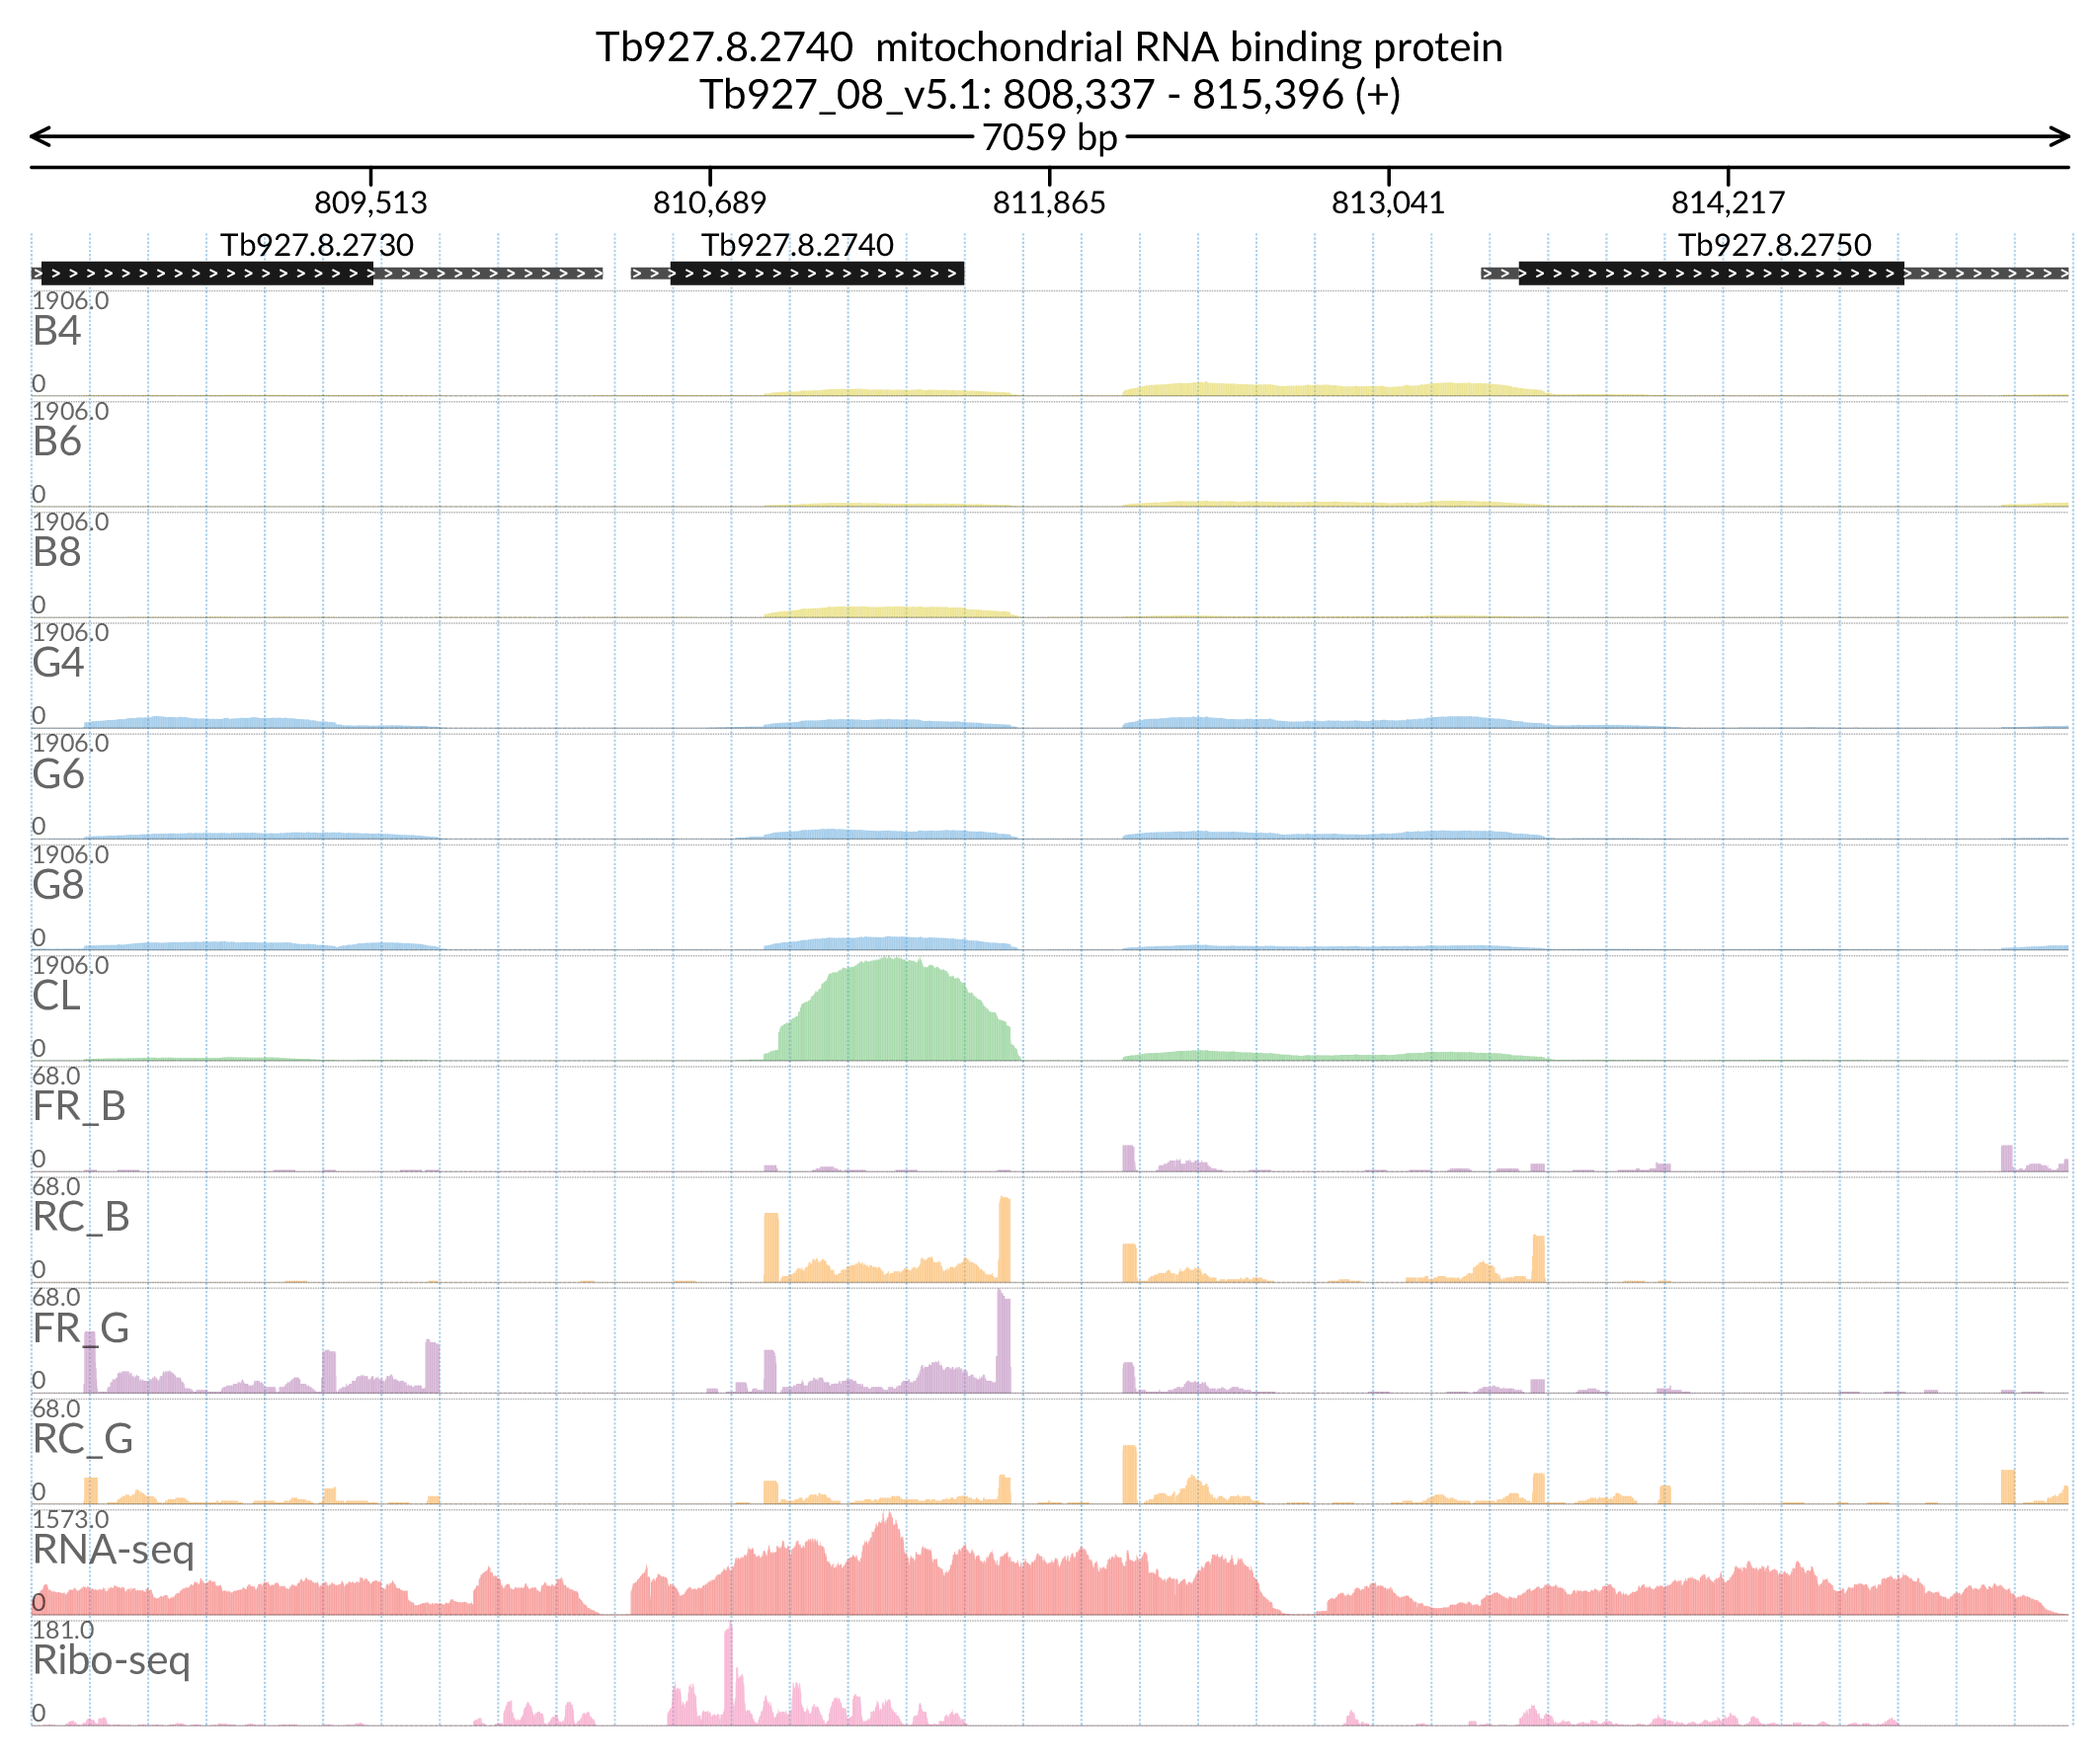 Tb927.8.2740  mitochondrial RNA binding protein
Tb927_08_v5.1: 808,337 - 815,396 (+)
7059 bp
809,513 810,689 811,865 813,041 814,217
Tb927.8.2730 Tb927.8.2740 Tb927.8.2750
1906.0
B4
0
1906.0
B6
0
1906.0
B8
0
1906.0
G4
0
1906.0
G6
0
1906.0
G8
0
1906.0
CL
0
68.0
FR_B
0
68.0
RC_B
0
68.0
FR_G
0
68.0
RC_G
0
1573.0
RNA-seq
0
181.0
Ribo-seq
0